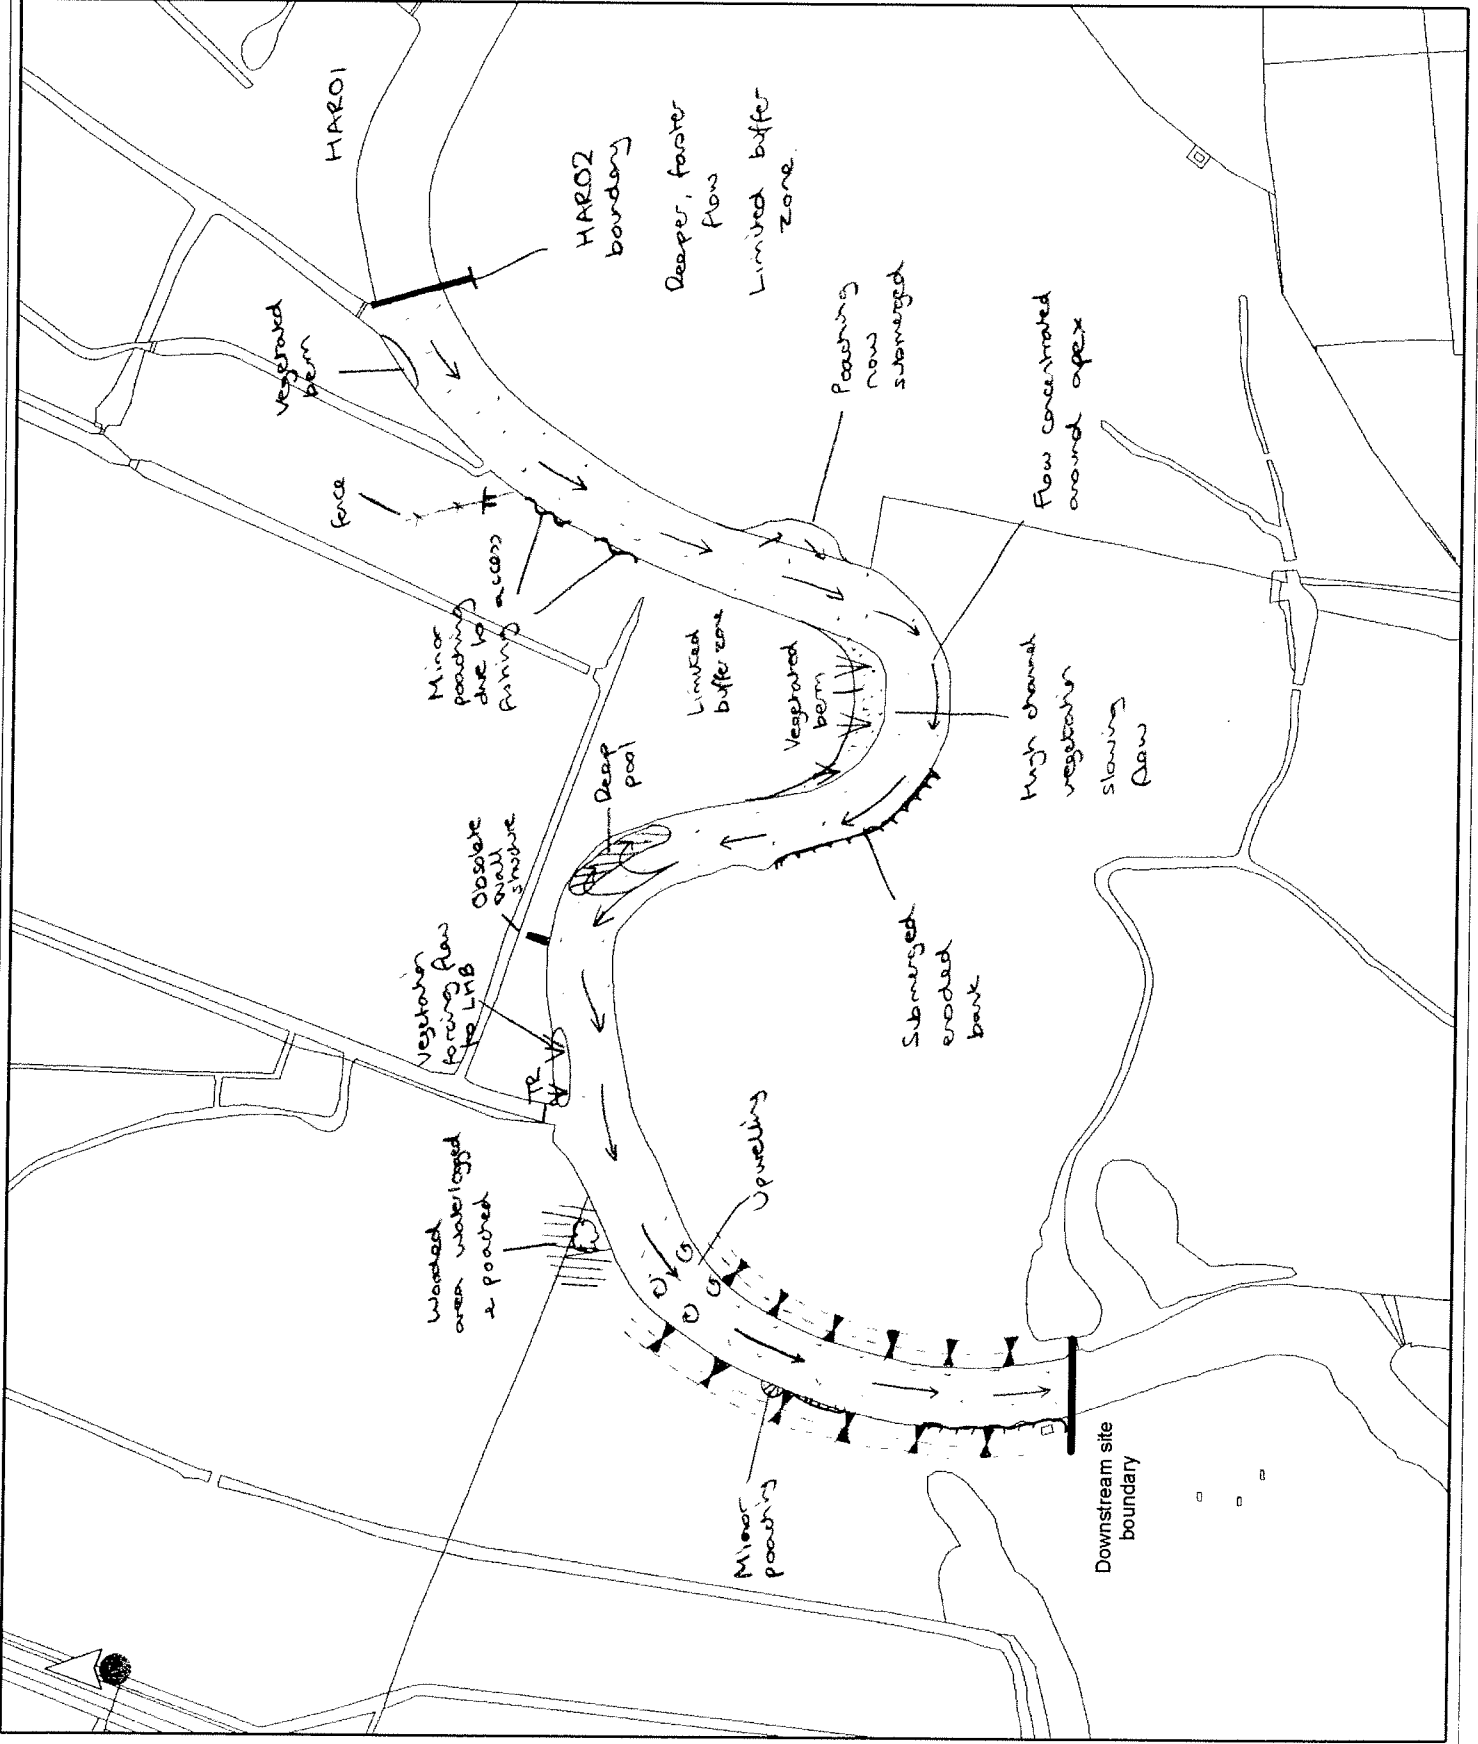 HAR01
HAR02
boundary
Deeper, faster
flow
Limited buffer
zone.
Vegetated
berm
fence
Minor
poaching
due to
fishing access
Poaching
now
submerged
Flow concentrated
around apex
Limited
buffer zone
Vegetated
berm
High channel
vegetation
slowing
flow
Deep
pool
Obsolete
wall
structure
Submerged
eroded
bank
Vegetation
forcing flow
to LHB
TR
Wooded
area waterlogged
& poached
Upwelling
Minor
poaching
Downstream site
boundary